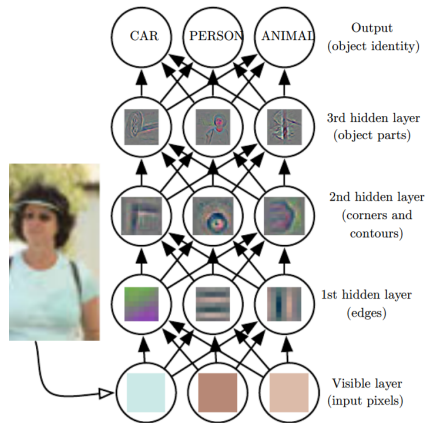 CAR PERSON ANIMAL Output
(object identity)
3rd hidden layer
(object parts)
2nd hidden layer
(corners and
contours)
1st hidden layer
(edges)
Visible layer
(input pixels)